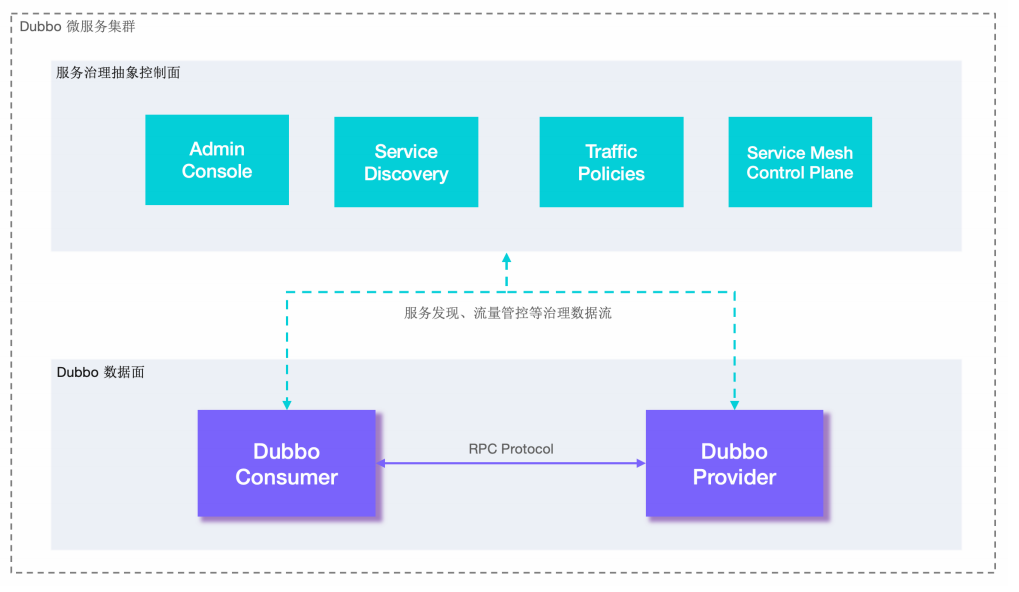 Dubbo 微服务集群
服务治理抽象控制面
Admin
Console
Service
Discovery
Traffic
Policies
Service Mesh
Control Plane
服务发现、流量管控等治理数据流
Dubbo 数据面
Dubbo
Consumer
RPC Protocol
Dubbo
Provider